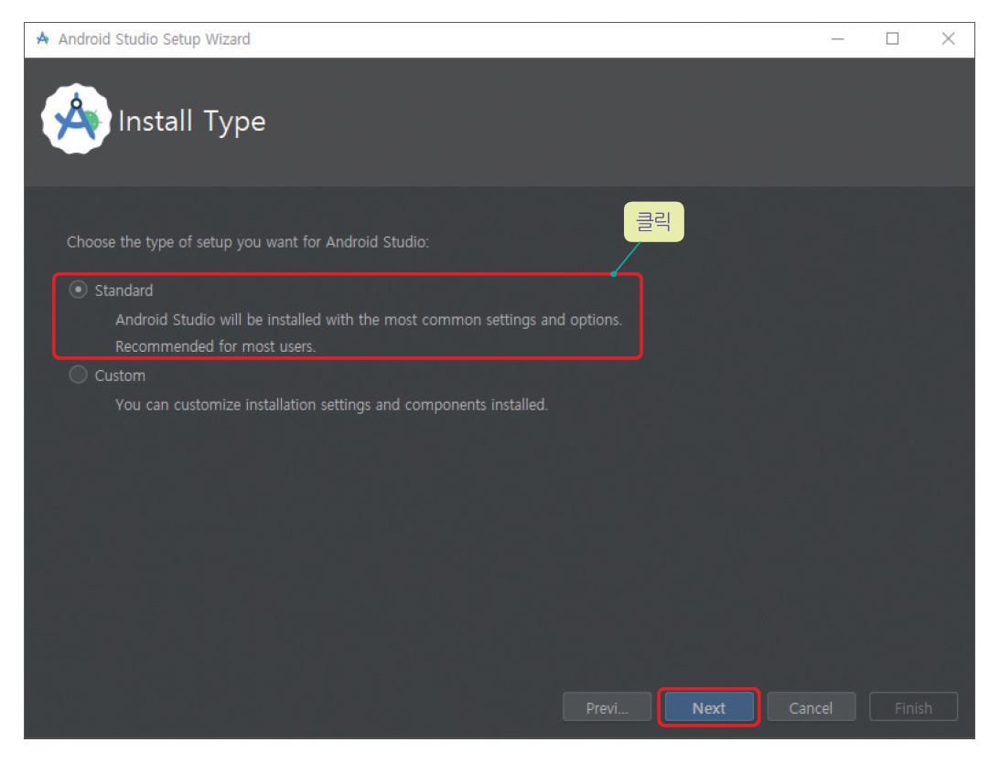 Android Studio Setup Wizard
Install Type
클릭
Choose the type of setup you want for Android Studio:
Standard
Android Studio will be installed with the most common settings and options.
Recommended for most users.
Custom
You can customize installation settings and components installed.
Previ... Next Cancel Finish